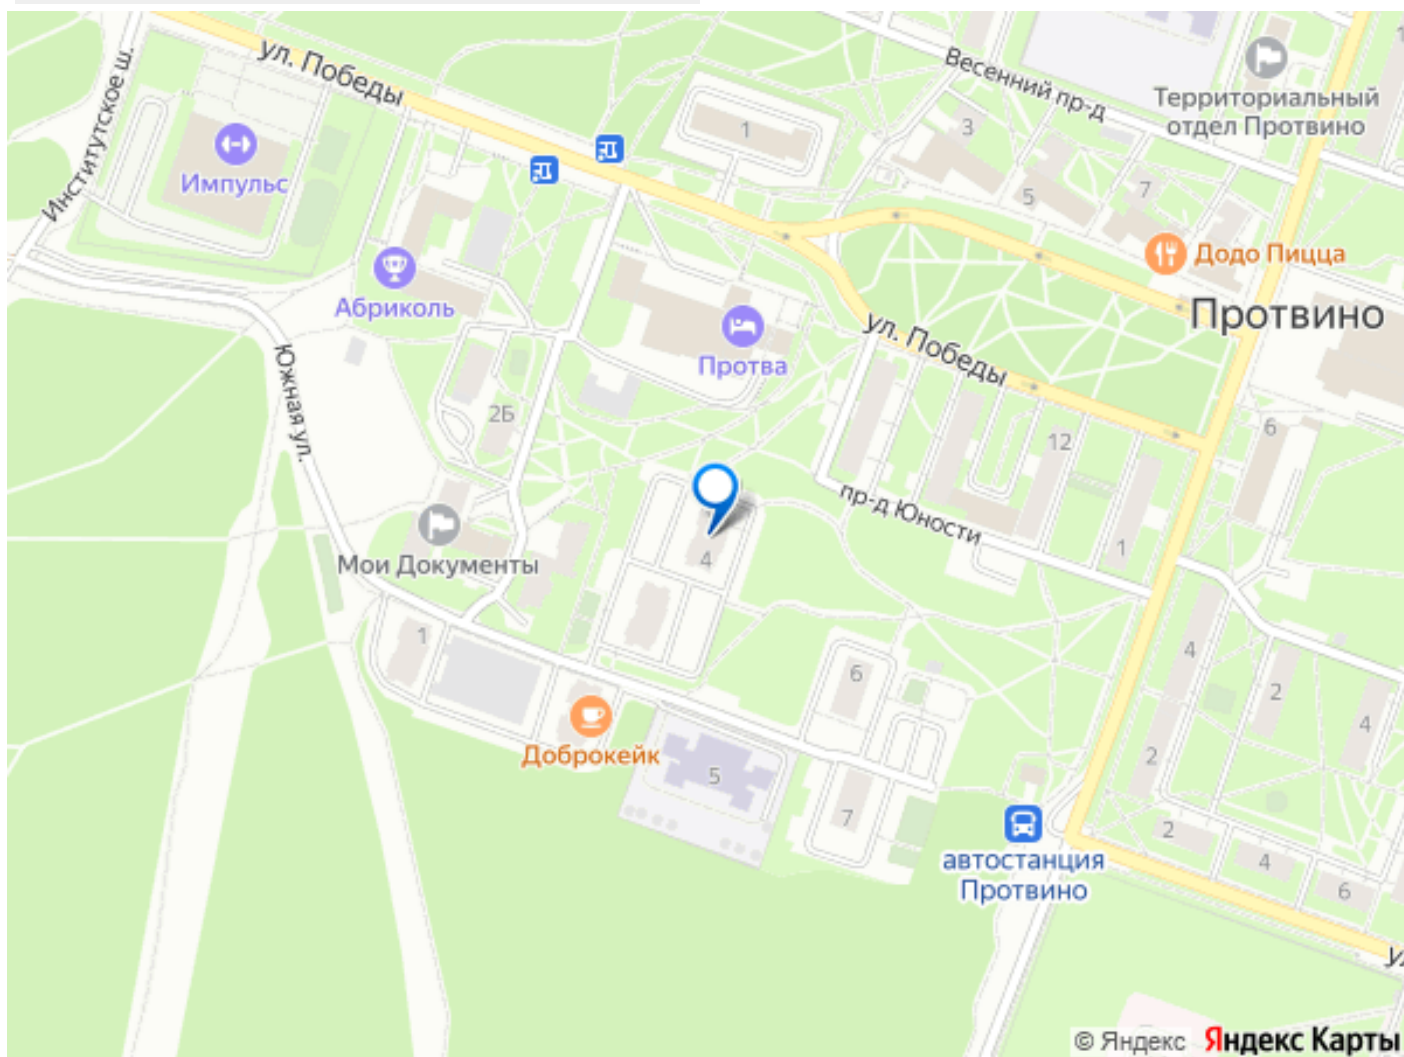 Институтское ш.
ул. Победы
Весенний пр-д
Территориальный
отдел Протвино
1
3
5
7
Импульс
Абриколь
Додо Пицца
Протвино
Протва
ул. Победы
Южная ул.
2Б
12
6
пр-д Юности
Мои Документы
4
1
1
6
4
2
4
Доброкейк
5
7
2
2
4
6
автостанция
Протвино
© Яндекс Яндекс Карты